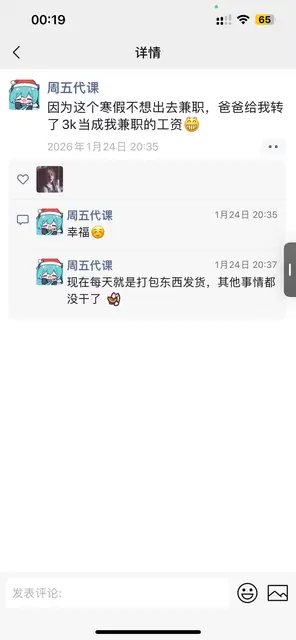 00:19
65
详情
周五代课
因为这个寒假不想出去兼职，爸爸给我转
了3k当成我兼职的工资😁
2026年1月24日 20:35
周五代课
1月24日 20:35
幸福☺️
周五代课
1月24日 20:37
现在每天就是打包东西发货，其他事情都
没干了
发表评论: